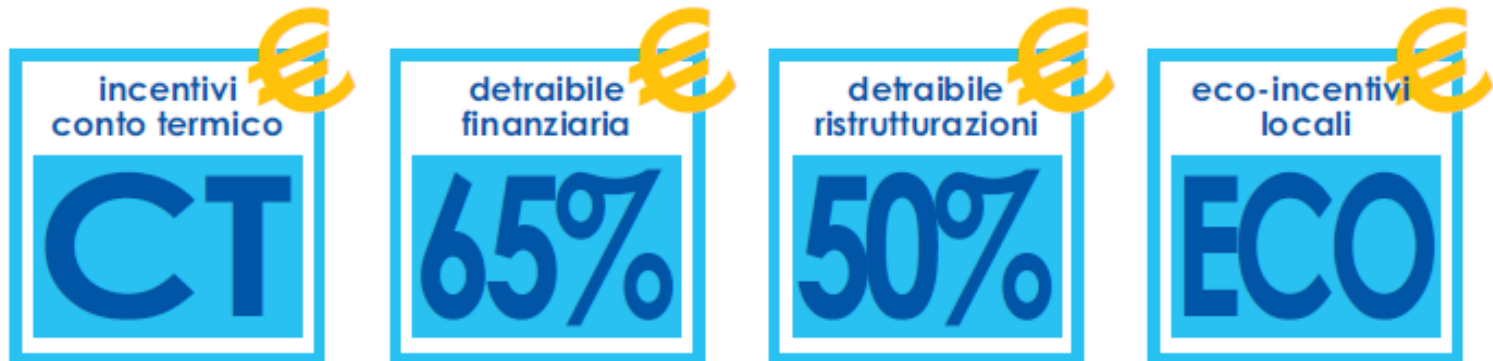 incentivi
conto termico
CT
€
detraibile
finanziaria
65%
€
detraibile
ristrutturazioni
50%
€
eco-incentivi
locali
ECO
€